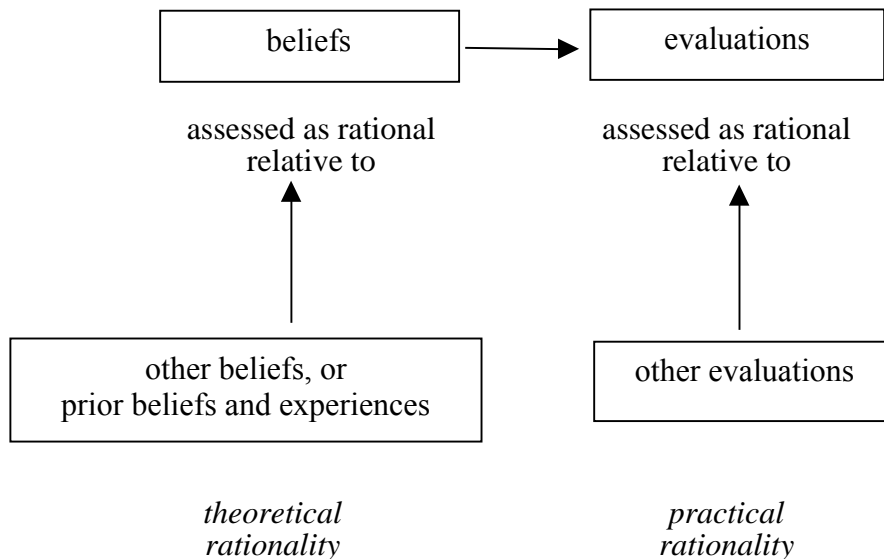 beliefs
evaluations
assessed as rational
relative to
assessed as rational
relative to
other beliefs, or
prior beliefs and experiences
other evaluations
theoretical
rationality
practical
rationality